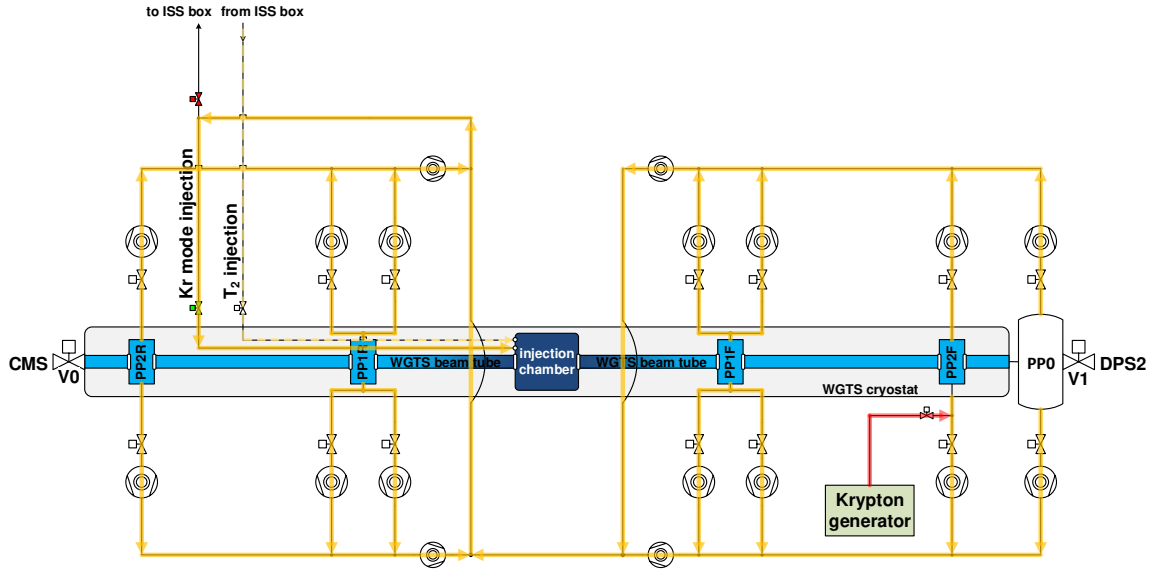 to ISS box from ISS box
Kr mode injection
T2 injection
CMS
V0
PP2R
PP1R
WGTS beam tube
injection
chamber
WGTS beam tube
PP1F
PP2F
PP0
V1
DPS2
WGTS cryostat
Krypton
generator